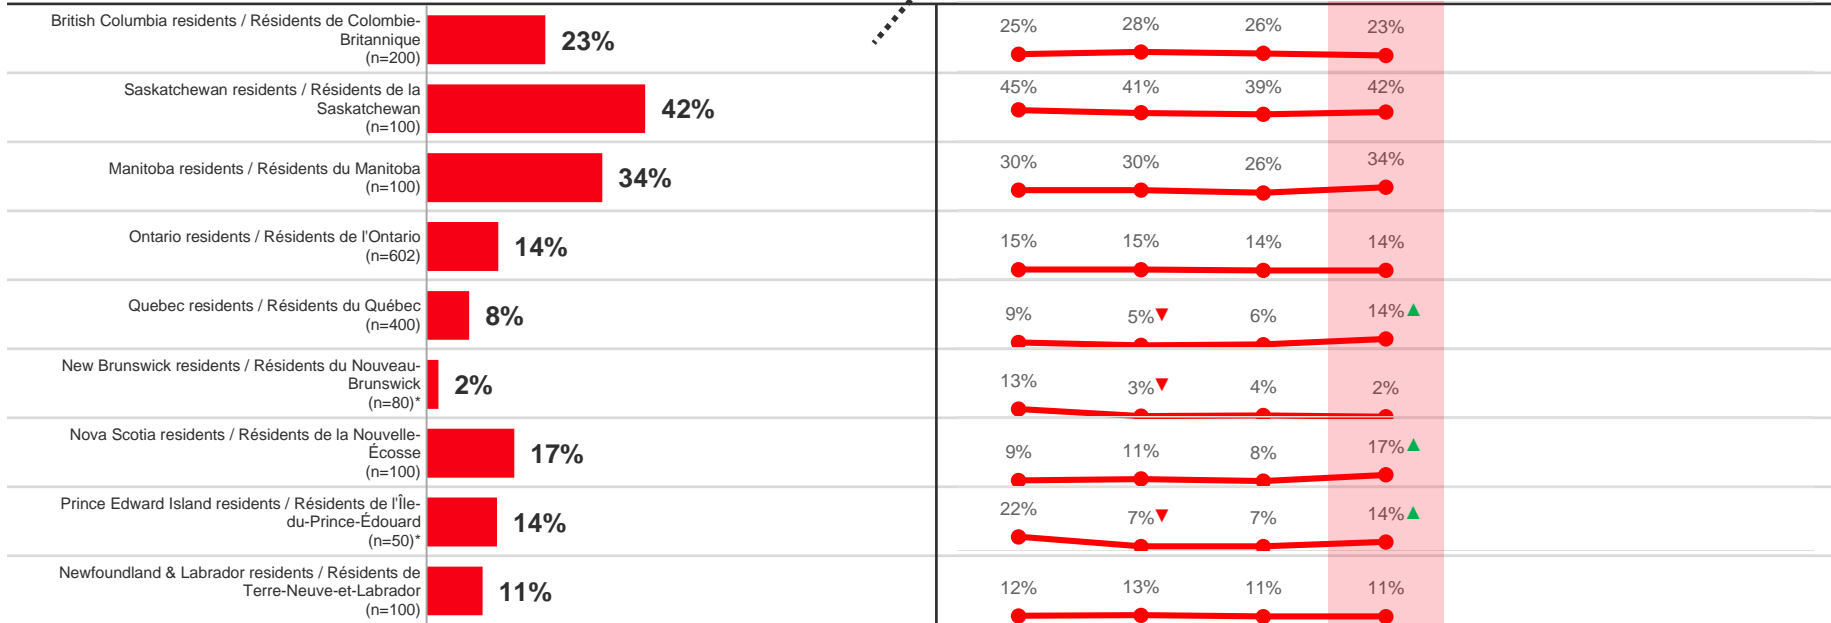 British Columbia residents / Résidents de Colombie-
Britannique
(n=200)
23%
25% 28% 26% 23%
Saskatchewan residents / Résidents de la
Saskatchewan
(n=100)
42%
45% 41% 39% 42%
Manitoba residents / Résidents du Manitoba
(n=100)
34%
30% 30% 26% 34%
Ontario residents / Résidents de l'Ontario
(n=602)
14%
15% 15% 14% 14%
Quebec residents / Résidents du Québec
(n=400)
8%
9% 5%▼ 6% 14%▲
New Brunswick residents / Résidents du Nouveau-
Brunswick
(n=80)*
2%
13% 3%▼ 4% 2%
Nova Scotia residents / Résidents de la Nouvelle-
Écosse
(n=100)
17%
9% 11% 8% 17%▲
Prince Edward Island residents / Résidents de l'Île-
du-Prince-Édouard
(n=50)*
14%
22% 7%▼ 7% 14%▲
Newfoundland & Labrador residents / Résidents de
Terre-Neuve-et-Labrador
(n=100)
11%
12% 13% 11% 11%